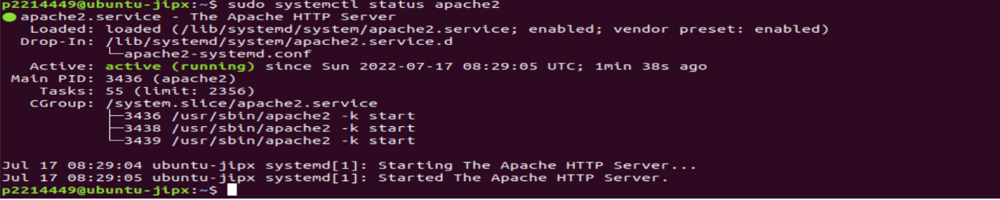 p2214449@ubuntu-jipx:~$ sudo systemctl status apache2
● apache2.service - The Apache HTTP Server
   Loaded: loaded (/lib/systemd/system/apache2.service; enabled; vendor preset: enabled)
  Drop-In: /lib/systemd/system/apache2.service.d
           └─apache2-systemd.conf
   Active: active (running) since Sun 2022-07-17 08:29:05 UTC; 1min 38s ago
 Main PID: 3436 (apache2)
    Tasks: 55 (limit: 2356)
   CGroup: /system.slice/apache2.service
           ├─3436 /usr/sbin/apache2 -k start
           ├─3438 /usr/sbin/apache2 -k start
           └─3439 /usr/sbin/apache2 -k start

Jul 17 08:29:04 ubuntu-jipx systemd[1]: Starting The Apache HTTP Server...
Jul 17 08:29:05 ubuntu-jipx systemd[1]: Started The Apache HTTP Server.
p2214449@ubuntu-jipx:~$